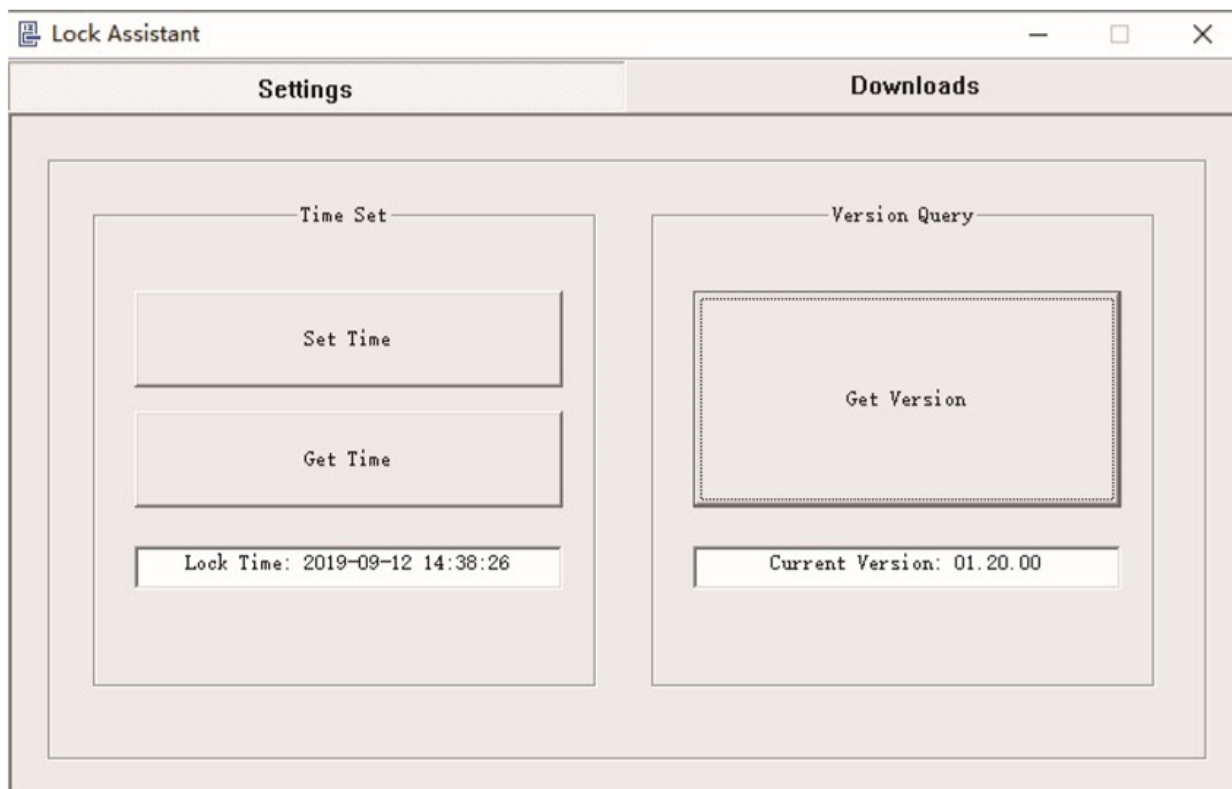 Lock Assistant
Settings
Downloads
Time Set
Set Time
Get Time
Lock Time: 2019-09-12 14:38:26
Version Query
Get Version
Current Version: 01.20.00